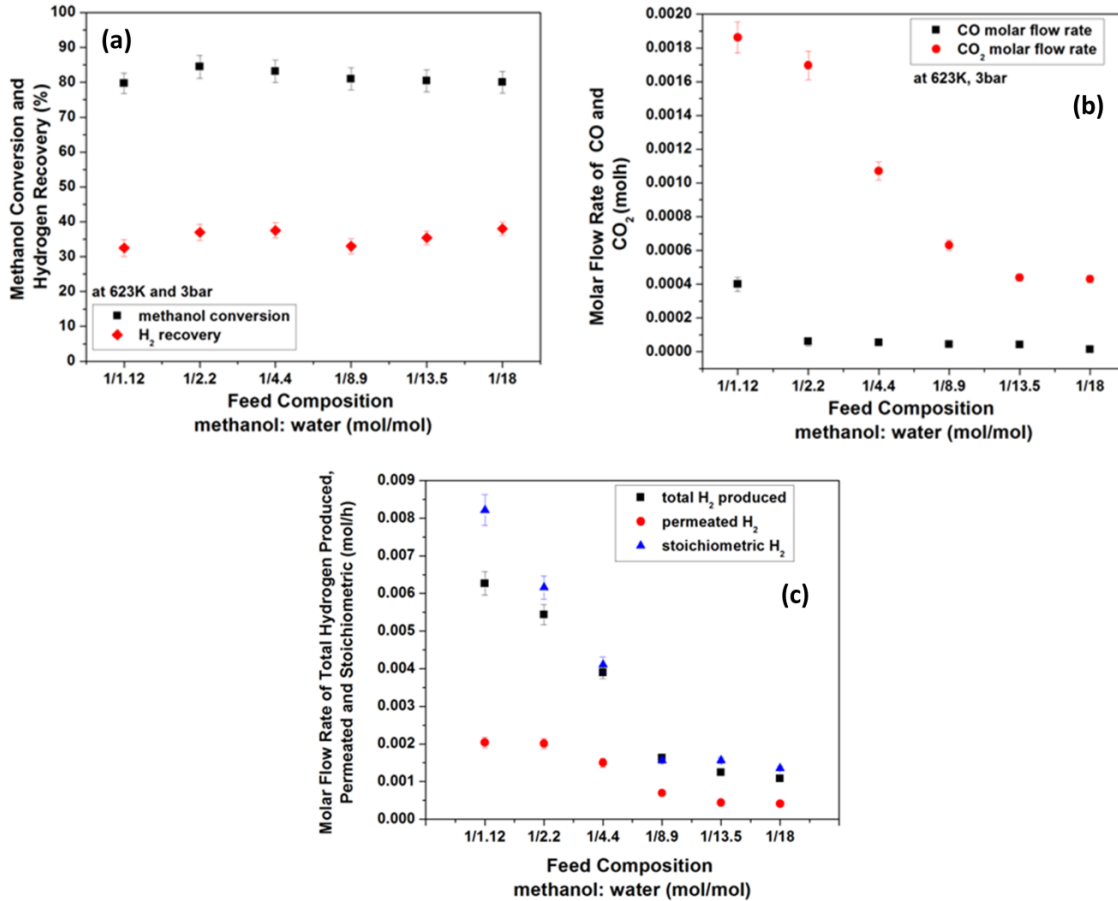 (a)
Methanol Conversion and
Hydrogen Recovery (%)
100
90
80
70
60
50
40
30
20
10
0
at 623K and 3bar
methanol conversion
H₂ recovery
1/1.12 1/2.2 1/4.4 1/8.9 1/13.5 1/18
Feed Composition
methanol: water (mol/mol)
(b)
Molar Flow Rate of CO and
CO₂ (molh)
0.0020
0.0018
0.0016
0.0014
0.0012
0.0010
0.0008
0.0006
0.0004
0.0002
0.0000
CO molar flow rate
CO₂ molar flow rate
at 623K, 3bar
1/1.12 1/2.2 1/4.4 1/8.9 1/13.5 1/18
Feed Composition
methanol: water (mol/mol)
(c)
Molar Flow Rate of Total Hydrogen Produced,
Permeated and Stoichiometric (mol/h)
0.009
0.008
0.007
0.006
0.005
0.004
0.003
0.002
0.001
0.000
total H₂ produced
permeated H₂
stoichiometric H₂
1/1.12 1/2.2 1/4.4 1/8.9 1/13.5 1/18
Feed Composition
methanol: water (mol/mol)